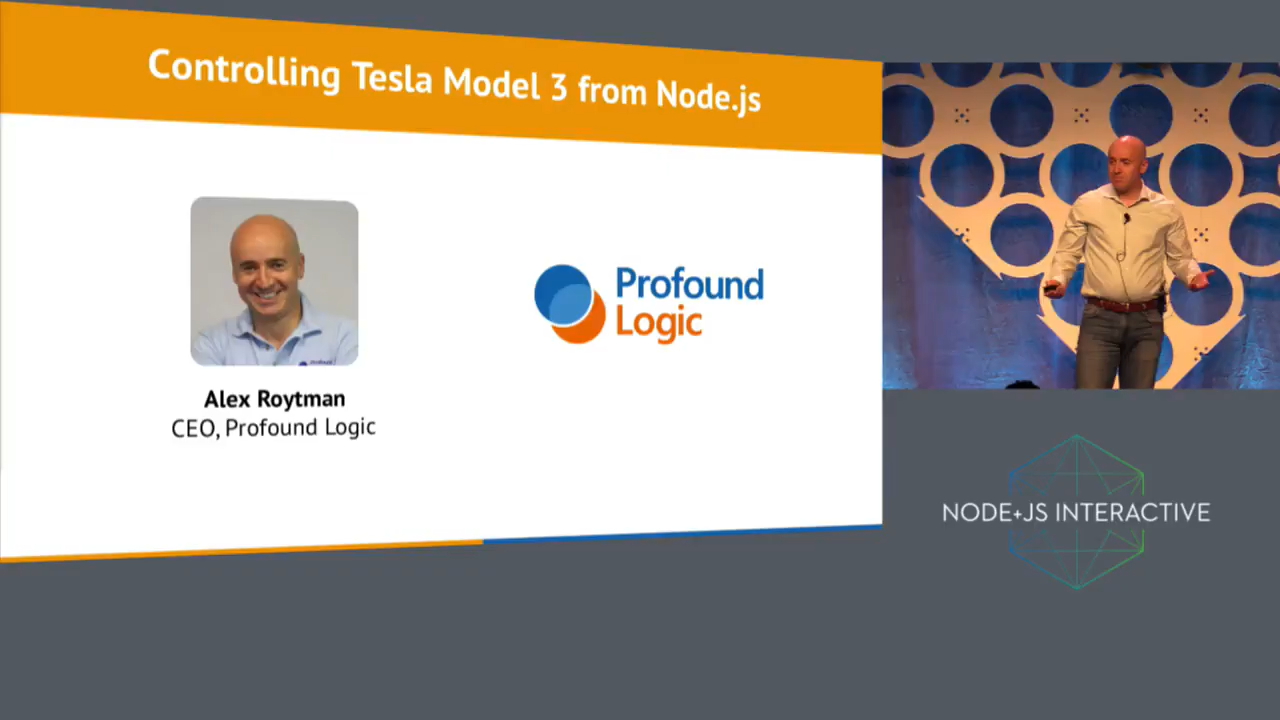 Controlling Tesla Model 3 from Node.js
Profound
Logic
Alex Roytman
CEO, Profound Logic
NODE+JS INTERACTIVE